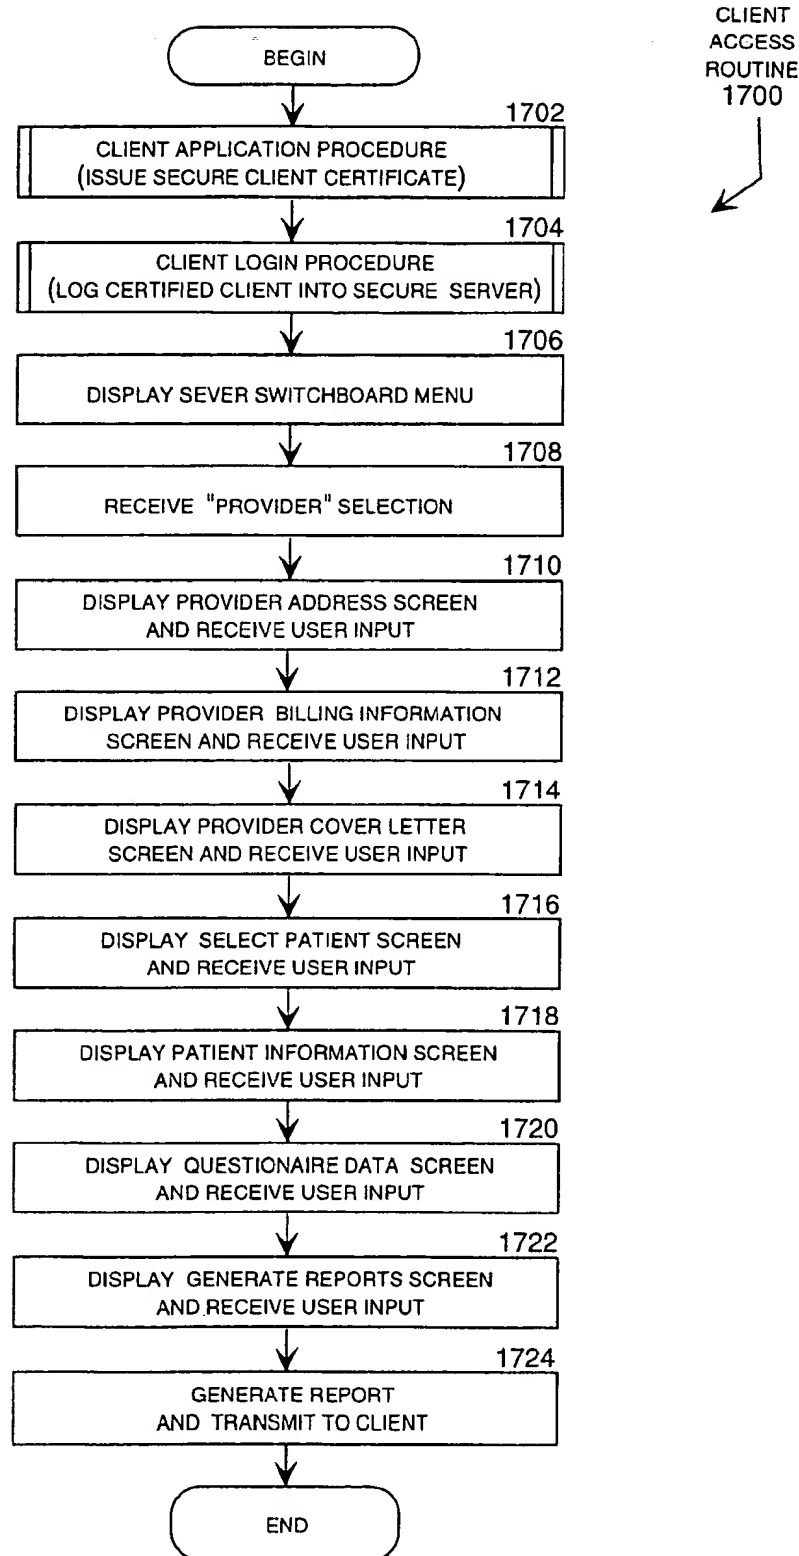 CLIENT
ACCESS
ROUTINE
1700
BEGIN
1702
CLIENT APPLICATION PROCEDURE
(ISSUE SECURE CLIENT CERTIFICATE)
1704
CLIENT LOGIN PROCEDURE
(LOG CERTIFIED CLIENT INTO SECURE SERVER)
1706
DISPLAY SEVER SWITCHBOARD MENU
1708
RECEIVE "PROVIDER" SELECTION
1710
DISPLAY PROVIDER ADDRESS SCREEN
AND RECEIVE USER INPUT
1712
DISPLAY PROVIDER BILLING INFORMATION
SCREEN AND RECEIVE USER INPUT
1714
DISPLAY PROVIDER COVER LETTER
SCREEN AND RECEIVE USER INPUT
1716
DISPLAY SELECT PATIENT SCREEN
AND RECEIVE USER INPUT
1718
DISPLAY PATIENT INFORMATION SCREEN
AND RECEIVE USER INPUT
1720
DISPLAY QUESTIONAIRE DATA SCREEN
AND RECEIVE USER INPUT
1722
DISPLAY GENERATE REPORTS SCREEN
AND RECEIVE USER INPUT
1724
GENERATE REPORT
AND TRANSMIT TO CLIENT
END